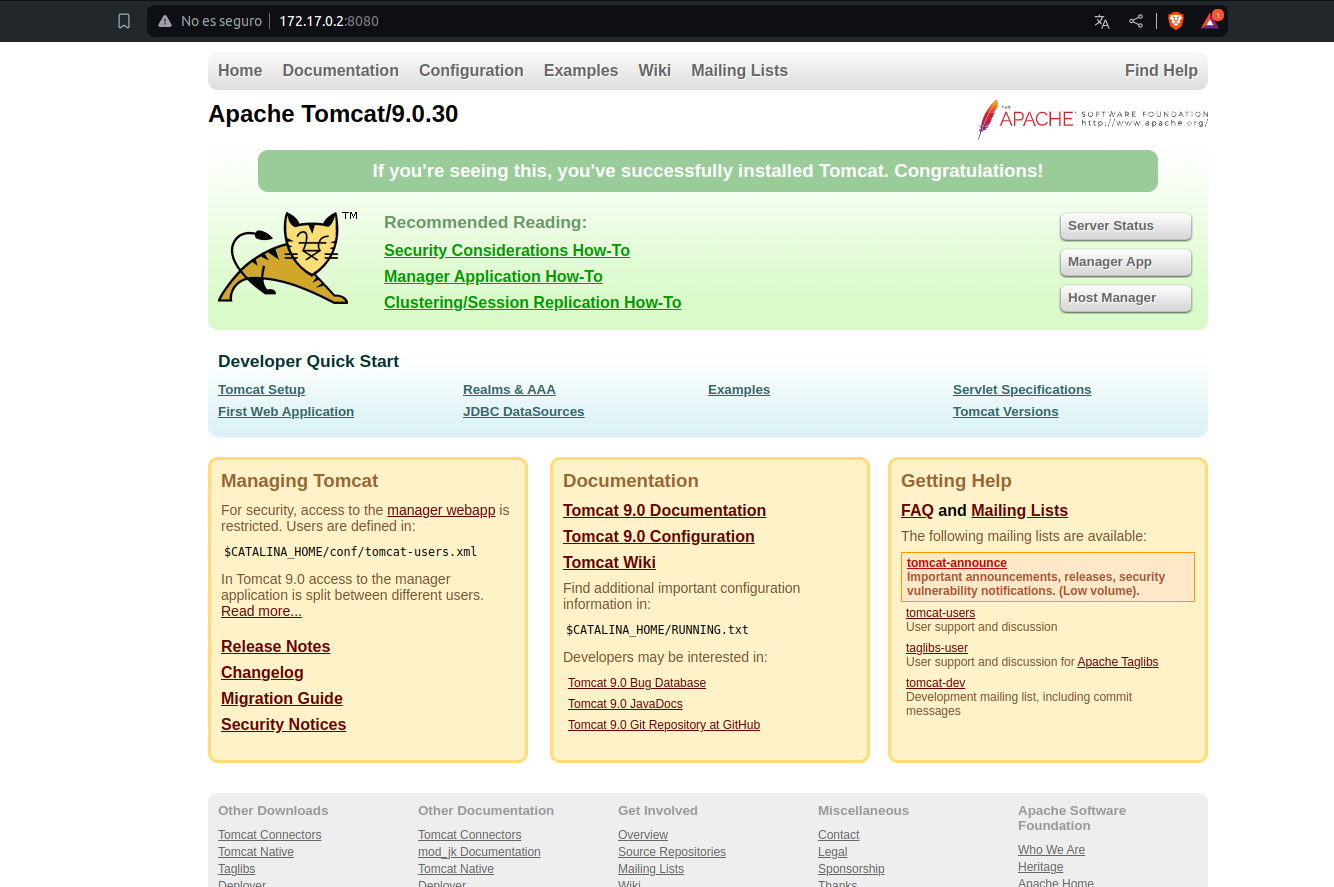 No es seguro 172.17.0.2:8080 1
Home Documentation Configuration Examples Wiki Mailing Lists Find Help
Apache Tomcat/9.0.30
THE APACHE SOFTWARE FOUNDATION
http://www.apache.org/
If you're seeing this, you've successfully installed Tomcat. Congratulations!
TM
Recommended Reading:
Security Considerations How-To
Manager Application How-To
Clustering/Session Replication How-To
Server Status
Manager App
Host Manager
Developer Quick Start
Tomcat Setup
First Web Application
Realms & AAA
JDBC DataSources
Examples
Servlet Specifications
Tomcat Versions
Managing Tomcat
For security, access to the manager webapp is
restricted. Users are defined in:
$CATALINA_HOME/conf/tomcat-users.xml
In Tomcat 9.0 access to the manager
application is split between different users.
Read more...
Release Notes
Changelog
Migration Guide
Security Notices
Documentation
Tomcat 9.0 Documentation
Tomcat 9.0 Configuration
Tomcat Wiki
Find additional important configuration
information in:
$CATALINA_HOME/RUNNING.txt
Developers may be interested in:
Tomcat 9.0 Bug Database
Tomcat 9.0 JavaDocs
Tomcat 9.0 Git Repository at GitHub
Getting Help
FAQ and Mailing Lists
The following mailing lists are available:
tomcat-announce
Important announcements, releases, security
vulnerability notifications. (Low volume).
tomcat-users
User support and discussion
taglibs-user
User support and discussion for Apache Taglibs
tomcat-dev
Development mailing list, including commit
messages
Other Downloads
Tomcat Connectors
Tomcat Native
Taglibs
Deployer
Other Documentation
Tomcat Connectors
mod_jk Documentation
Tomcat Native
Deployer
Get Involved
Overview
Source Repositories
Mailing Lists
Wiki
Miscellaneous
Contact
Legal
Sponsorship
Thanks
Apache Software
Foundation
Who We Are
Heritage
Apache Home